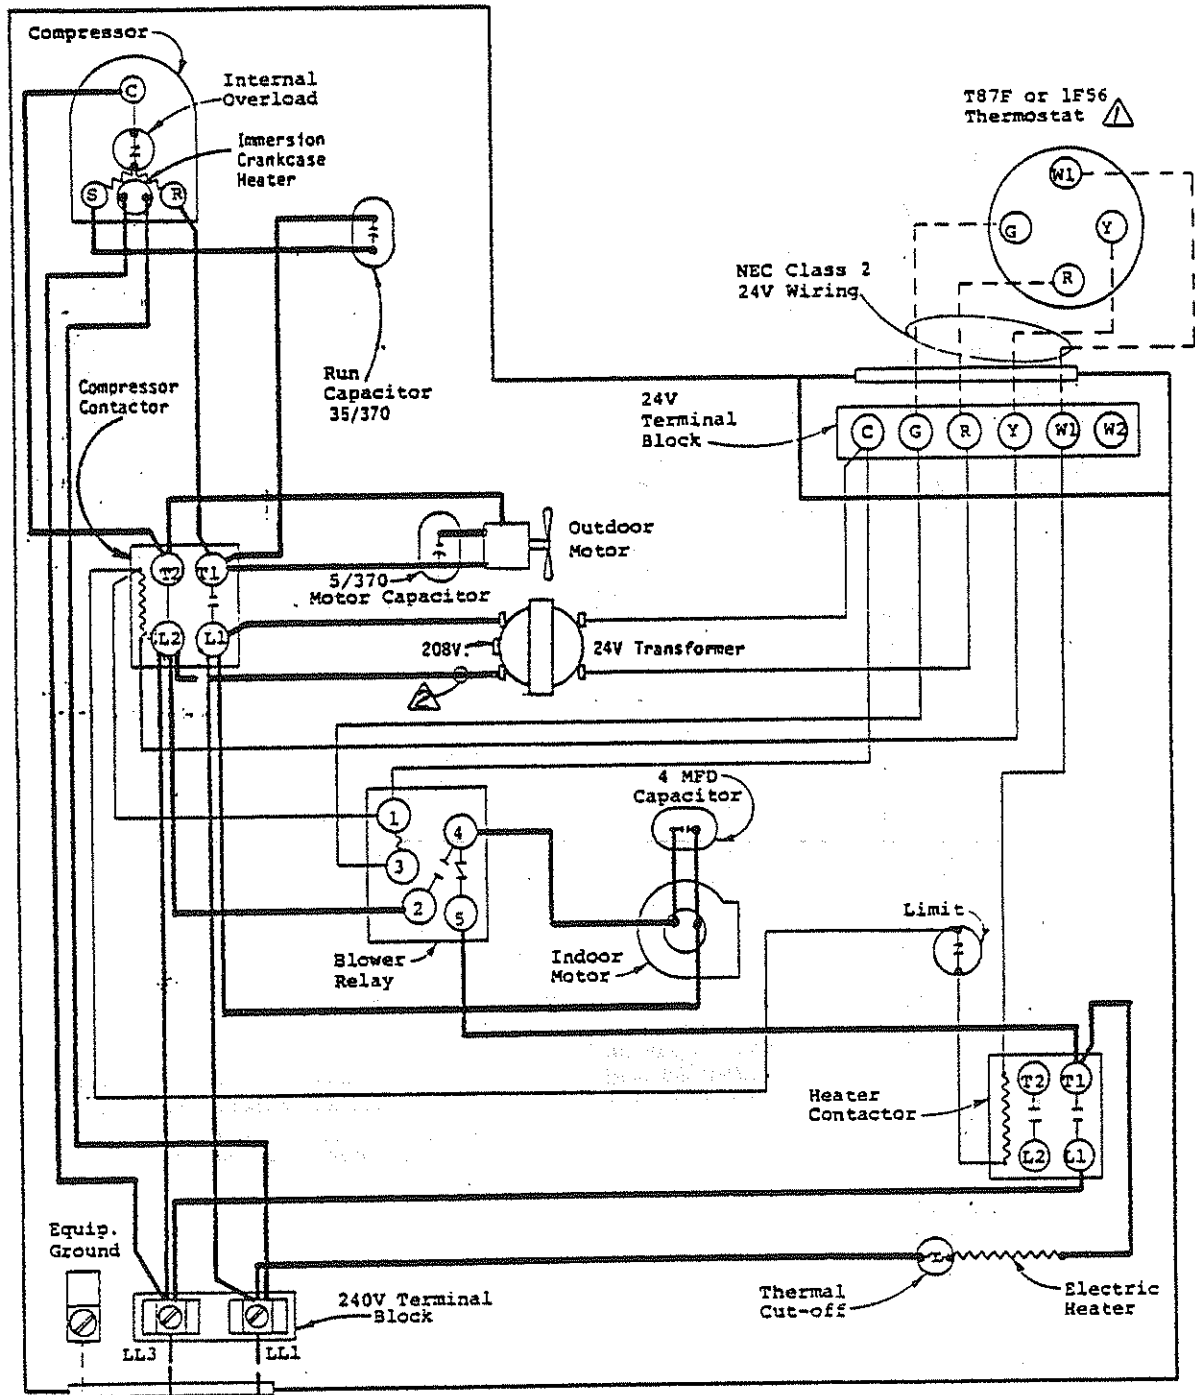 Compressor
C
Internal
Overload
Immersion
Crankcase
Heater
S
R
T87F or 1F56
Thermostat 1
W1
G
Y
R
NEC Class 2
24V Wiring
Run
Capacitor
35/370
Compressor
Contactor
24V
Terminal
Block
C G R Y W1 W2
Outdoor
Motor
T2 T1
5/370
Motor Capacitor
L2 L1
208V.
24V Transformer
2
4 MFD
Capacitor
1
4
3
2
5
Blower
Relay
Indoor
Motor
Limit
Heater
Contactor
T2 T1
L2 L1
Equip.
Ground
240V Terminal
Block
LL3
LL1
Thermal
Cut-off
L
Electric
Heater